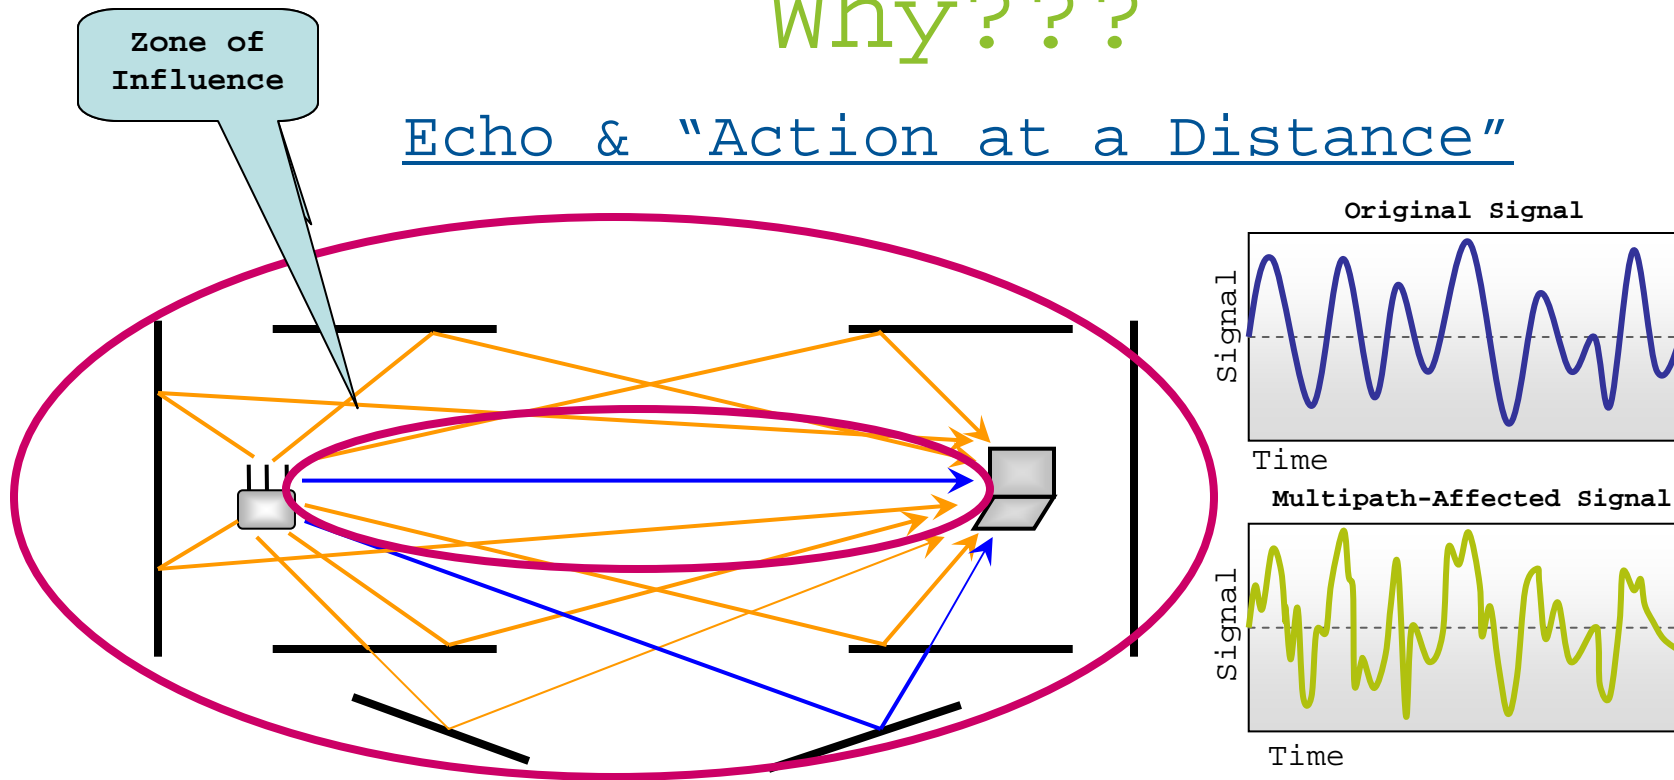 Why???
Zone of
Influence
Echo & “Action at a Distance”
Original Signal
Signal
Time
Multipath-Affected Signal
Signal
Time